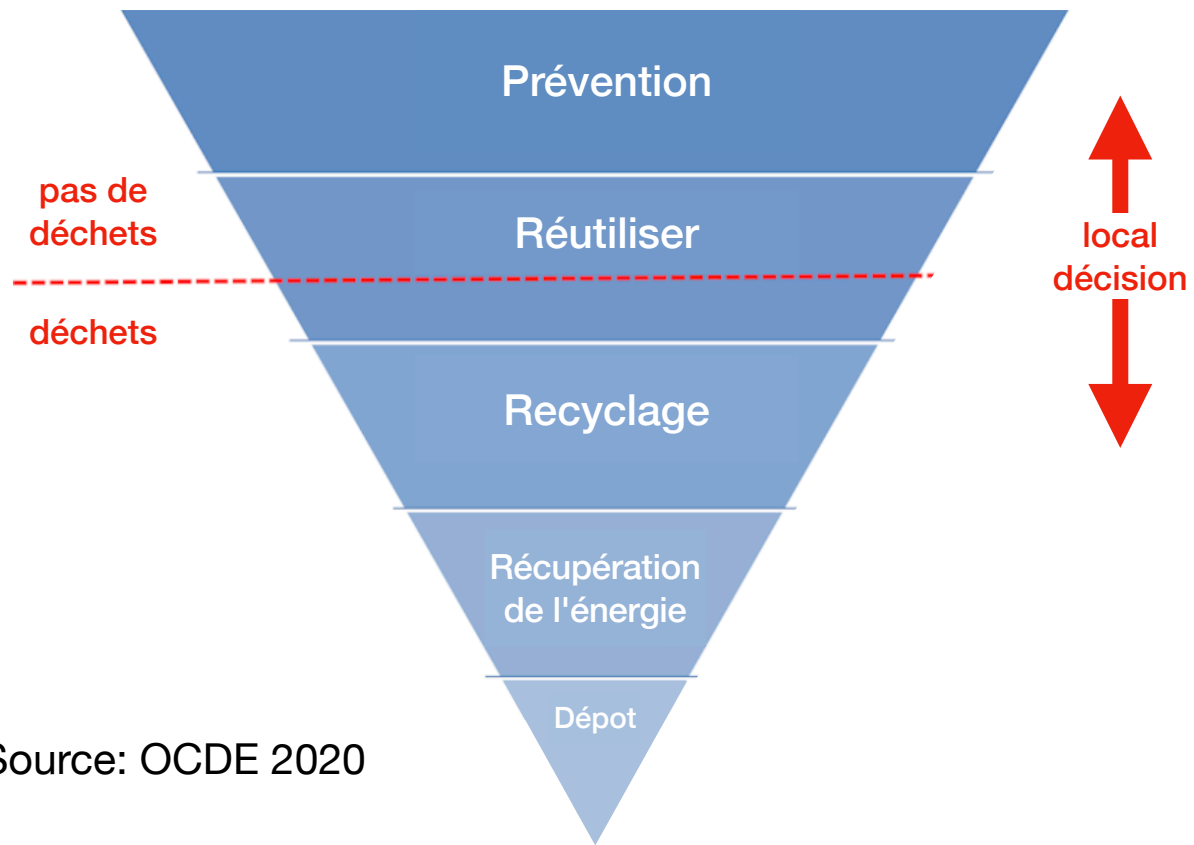 Prévention
pas de
déchets
Réutiliser
local
décision
déchets
Recyclage
Récupération
de l'énergie
Dépot
Source: OCDE 2020